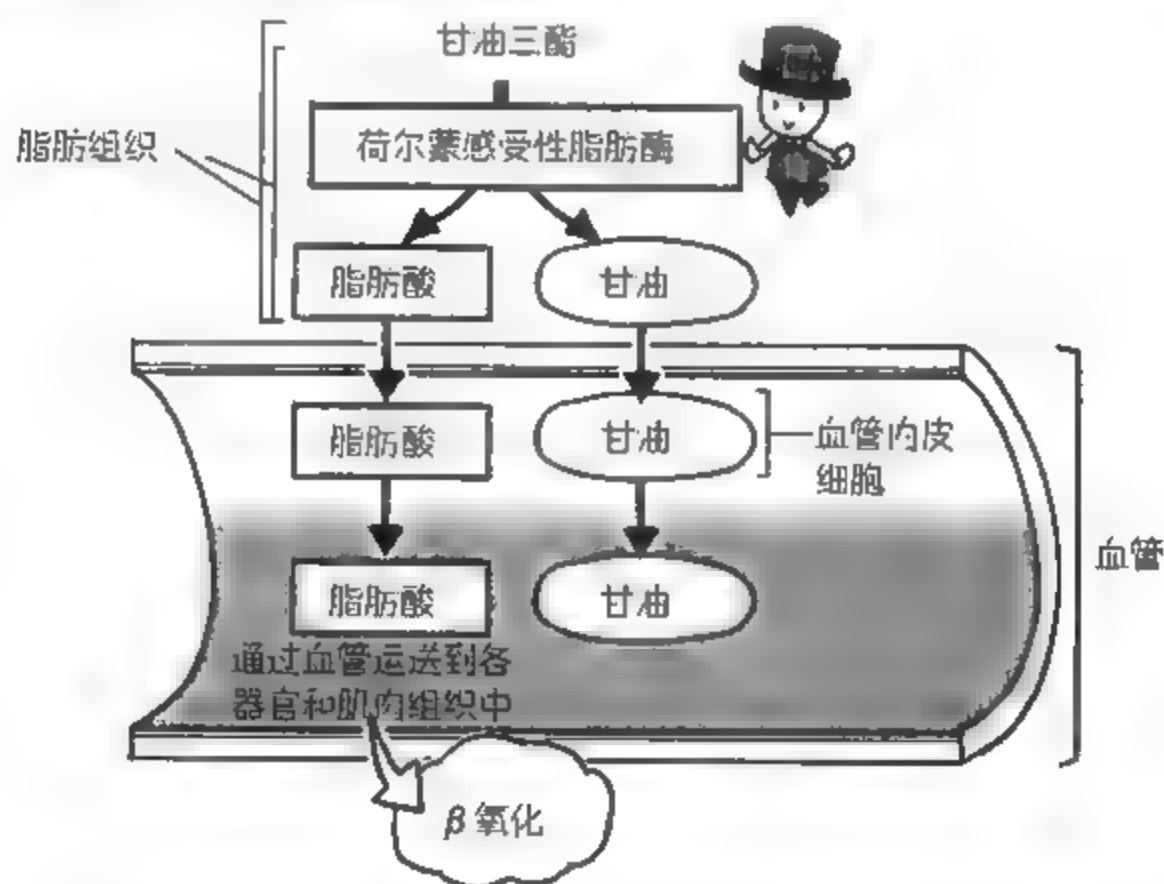 甘油三酯
脂肪组织
荷尔蒙感受性脂肪酶
脂肪酸
甘油
脂肪酸
甘油
血管内皮
细胞
血管
脂肪酸
甘油
通过血管运送到各
器官和肌肉组织中
β氧化